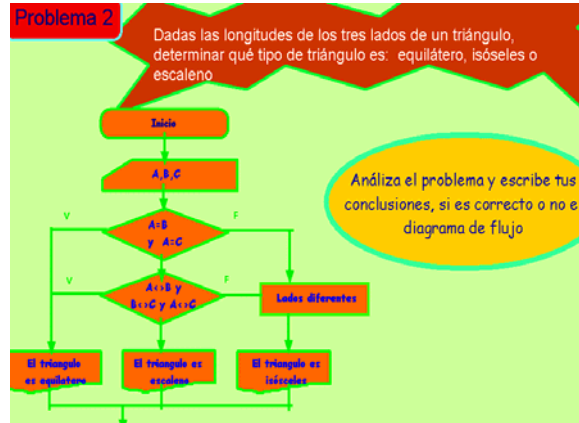 Problema 2
Dadas las longitudes de los tres lados de un triángulo,
determinar qué tipo de triángulo es: equilátero, isóseles o
escaleno
Inicio
A,B,C
Análiza el problema y escribe tus
conclusiones, si es correcto o no e
diagrama de flujo
V
F
A=B
y A=C
V
F
A<>B y
B<>C y A<>C
Lados diferentes
El triangulo
es equilatero
El triangulo es
escaleno
El triangulo es
isósceles